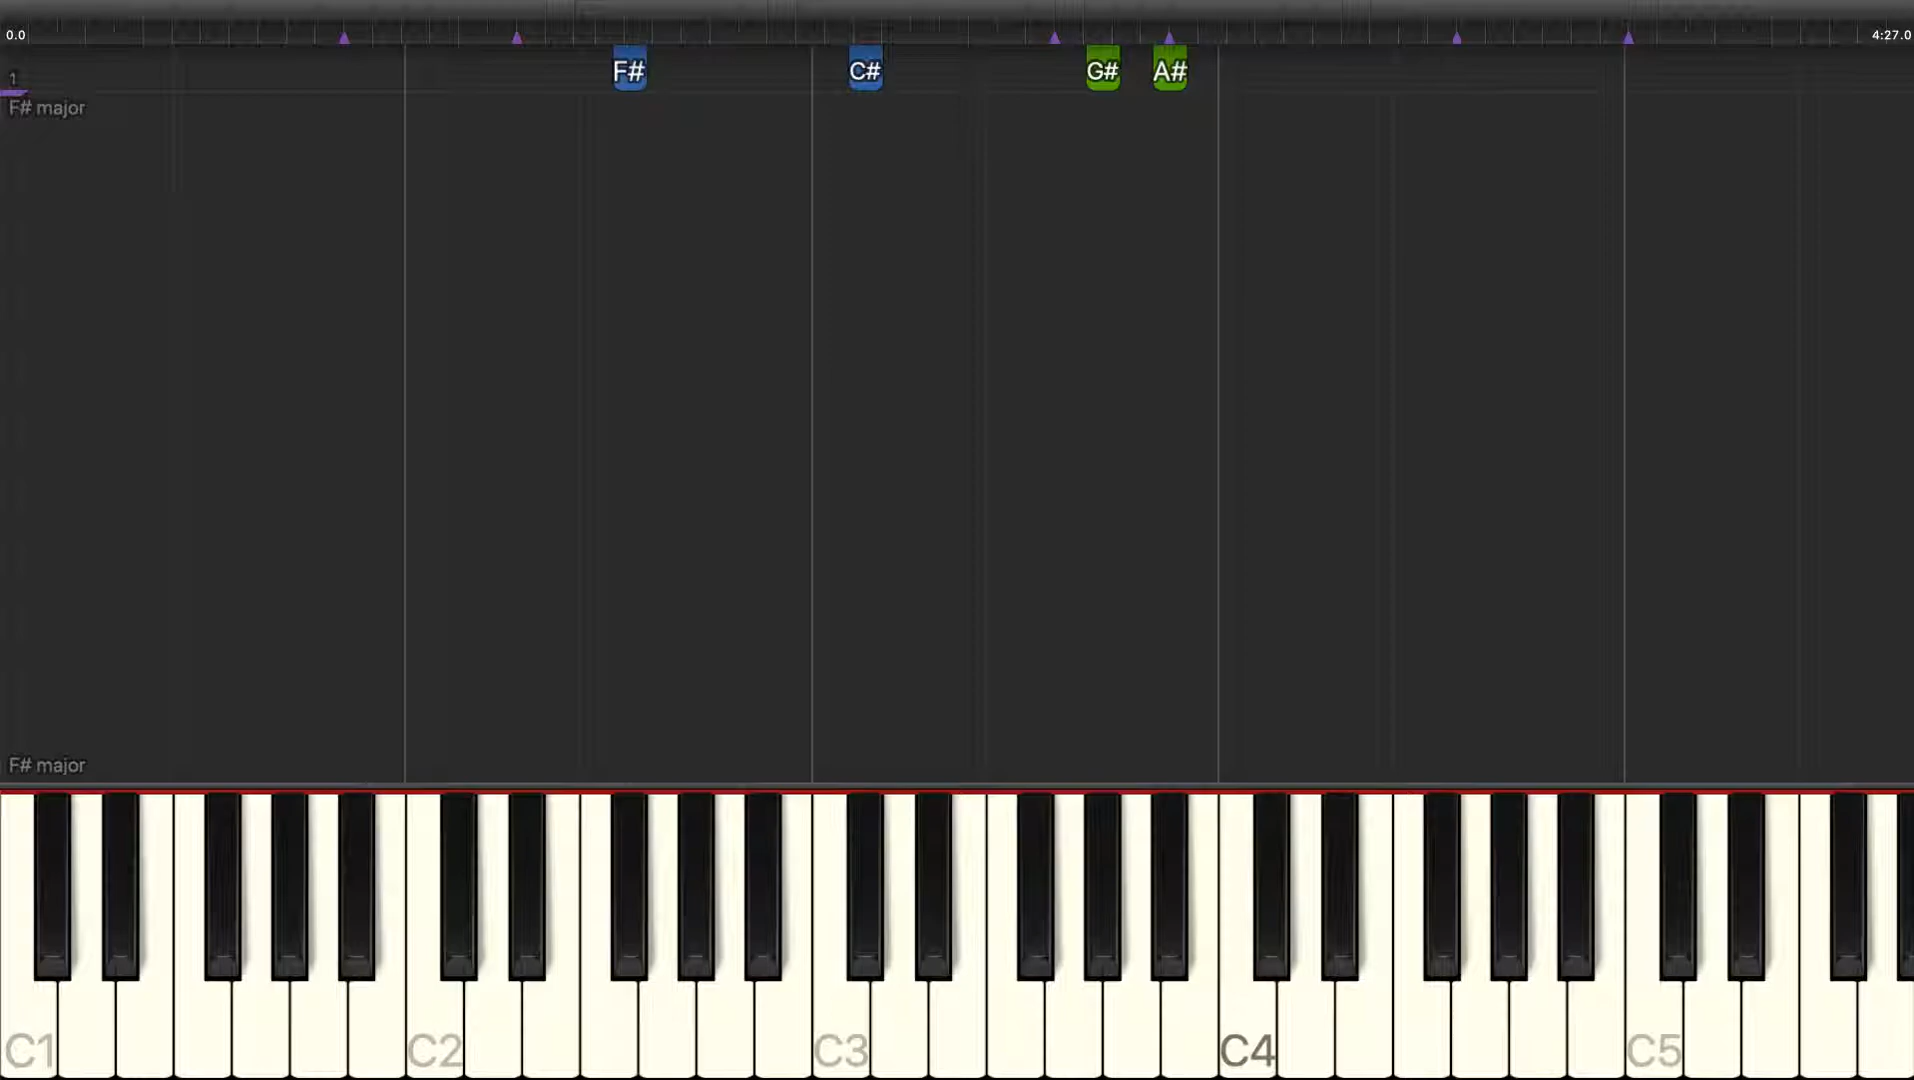 0.0 4:27.0
1 F# C# G# A#
F# major
F# major
C1 C2 C3 C4 C5